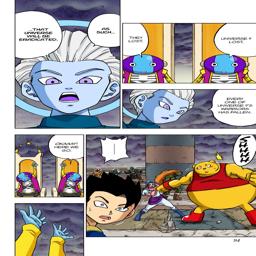 ...THAT
UNIVERSE
WILL BE
ERADICATED.
AS
SUCH...
THEY
LOST.
UNIVERSE 9
LOST.
EVERY
ONE OF
UNIVERSE 9'S
WARRIORS
HAS FALLEN.
OKAAAY!
HERE WE
GO.